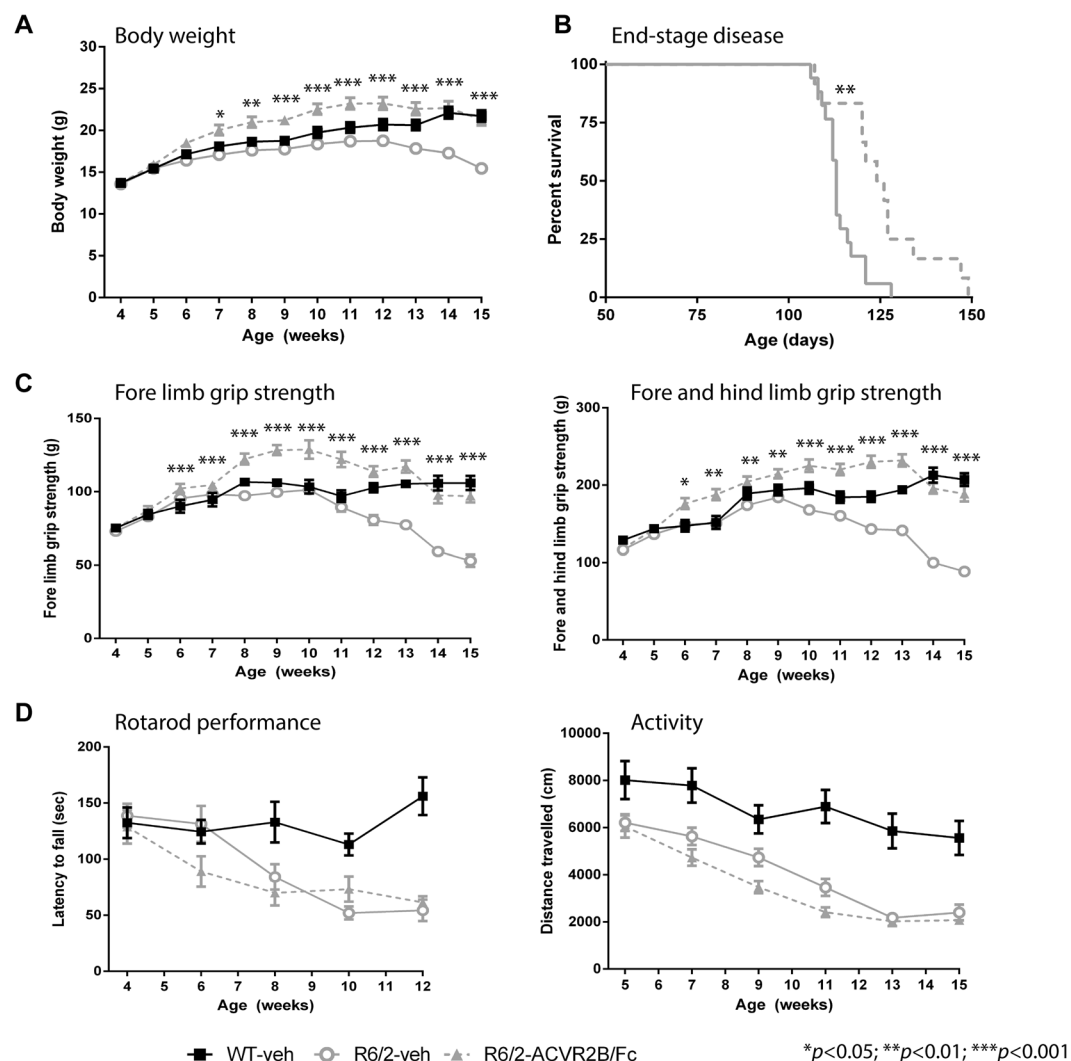 A Body weight
30
25
20
15
10
5
0
Body weight (g)
* ** *** *** *** *** *** *** ***
4 5 6 7 8 9 10 11 12 13 14 15
Age (weeks)
B End-stage disease
100
75
50
25
0
Percent survival
**
50 75 100 125 150
Age (days)
C Fore limb grip strength
150
100
50
0
Fore limb grip strength (g)
*** *** *** *** *** *** *** *** *** ***
4 5 6 7 8 9 10 11 12 13 14 15
Age (weeks)
Fore and hind limb grip strength
300
200
100
0
Fore and hind limb grip strength (g)
* ** ** ** *** *** *** *** *** ***
4 5 6 7 8 9 10 11 12 13 14 15
Age (weeks)
D Rotarod performance
200
150
100
50
0
Latency to fall (sec)
4 5 6 7 8 9 10 11 12
Age (weeks)
Activity
10000
8000
6000
4000
2000
0
Distance travelled (cm)
5 6 7 8 9 10 11 12 13 14 15
Age (weeks)
WT-veh R6/2-veh R6/2-ACVR2B/Fc
*p<0.05; **p<0.01; ***p<0.001